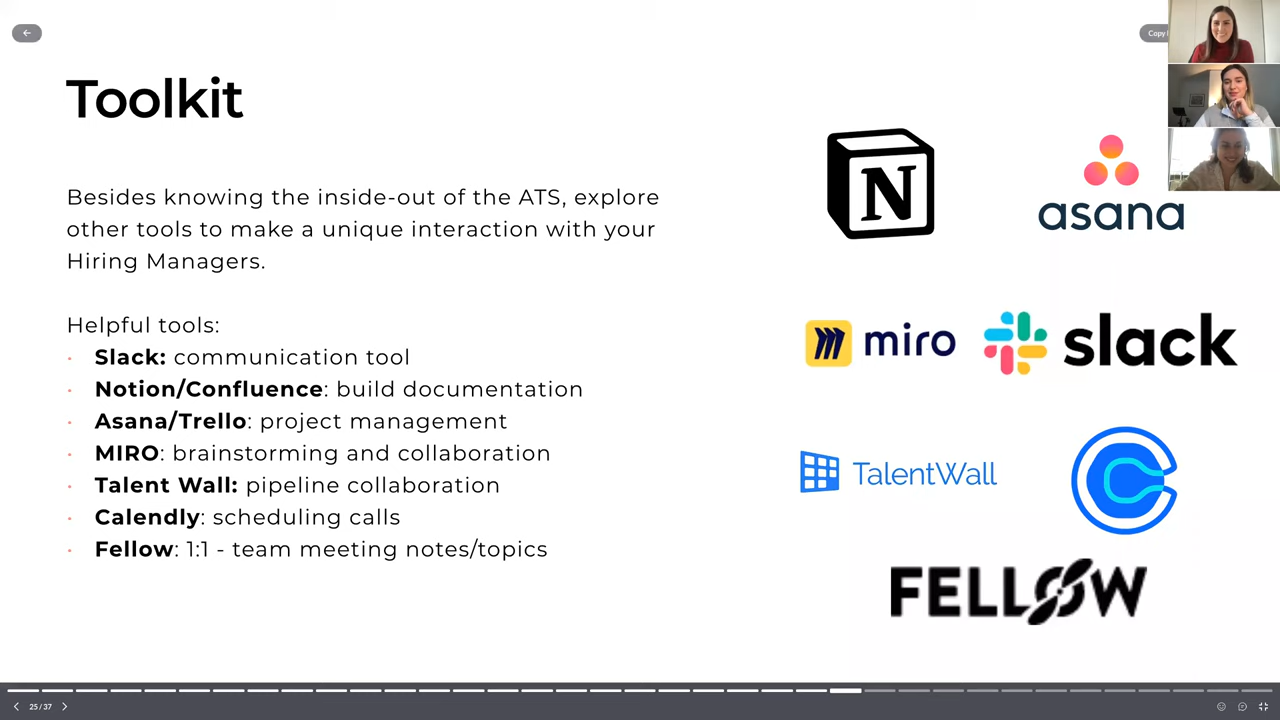 Copy
Toolkit
Besides knowing the inside-out of the ATS, explore
other tools to make a unique interaction with your
Hiring Managers.
Helpful tools:
· Slack: communication tool
· Notion/Confluence: build documentation
· Asana/Trello: project management
· MIRO: brainstorming and collaboration
· Talent Wall: pipeline collaboration
· Calendly: scheduling calls
· Fellow: 1:1 - team meeting notes/topics
N
asana
miro
slack
TalentWall
FELLOW
25 / 37